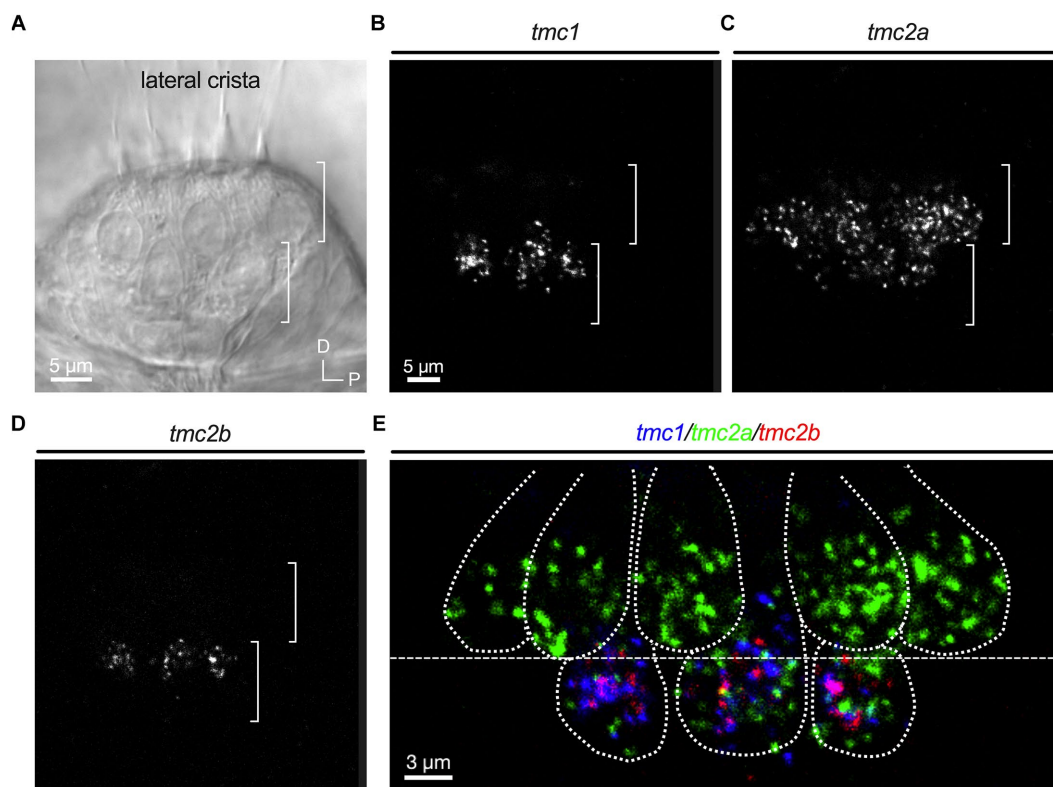 A
lateral crista
5 µm
D
P
B
tmc1
5 µm
C
tmc2a
D
tmc2b
E
tmc1/tmc2a/tmc2b
3 µm